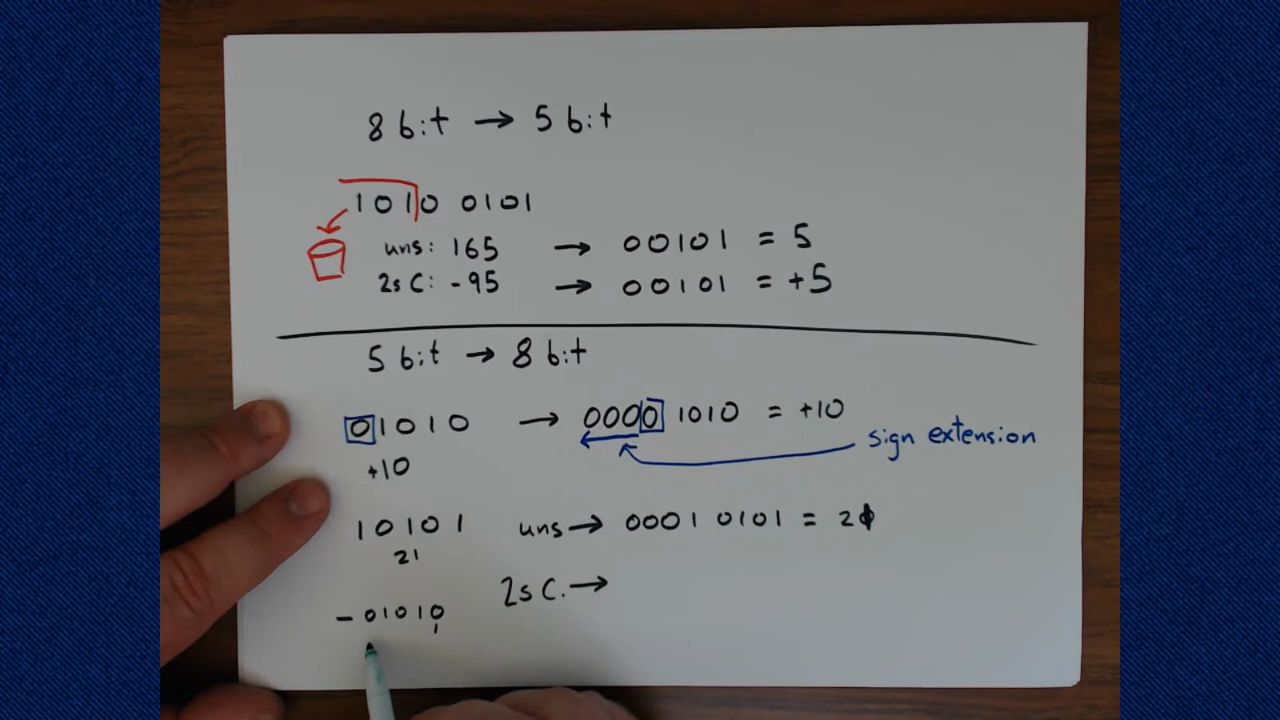 8 bit → 5 bit
1010 0101
uns: 165 → 00101 = 5
2s C: -95 → 00101 = +5
5 bit → 8 bit
01010 → 0000 1010 = +10
sign extension
+10
10101 uns → 0001 0101 = 21
21
2s C. →
- 01010
1